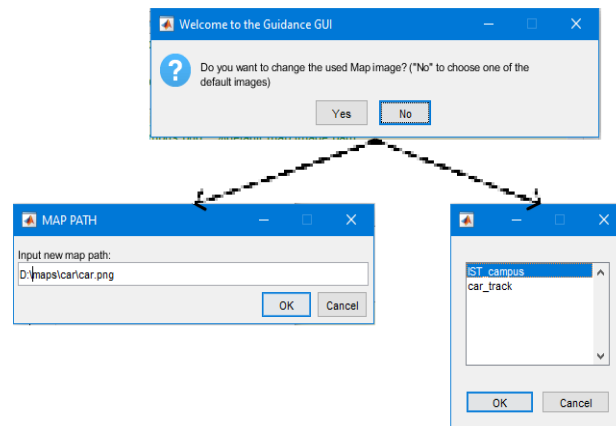 Welcome to the Guidance GUI
Do you want to change the used Map image? ("No" to choose one of the
default images)
Yes No
MAP PATH
Input new map path:
D:\maps\car\car.png
OK Cancel
IST_campus
car_track
OK Cancel